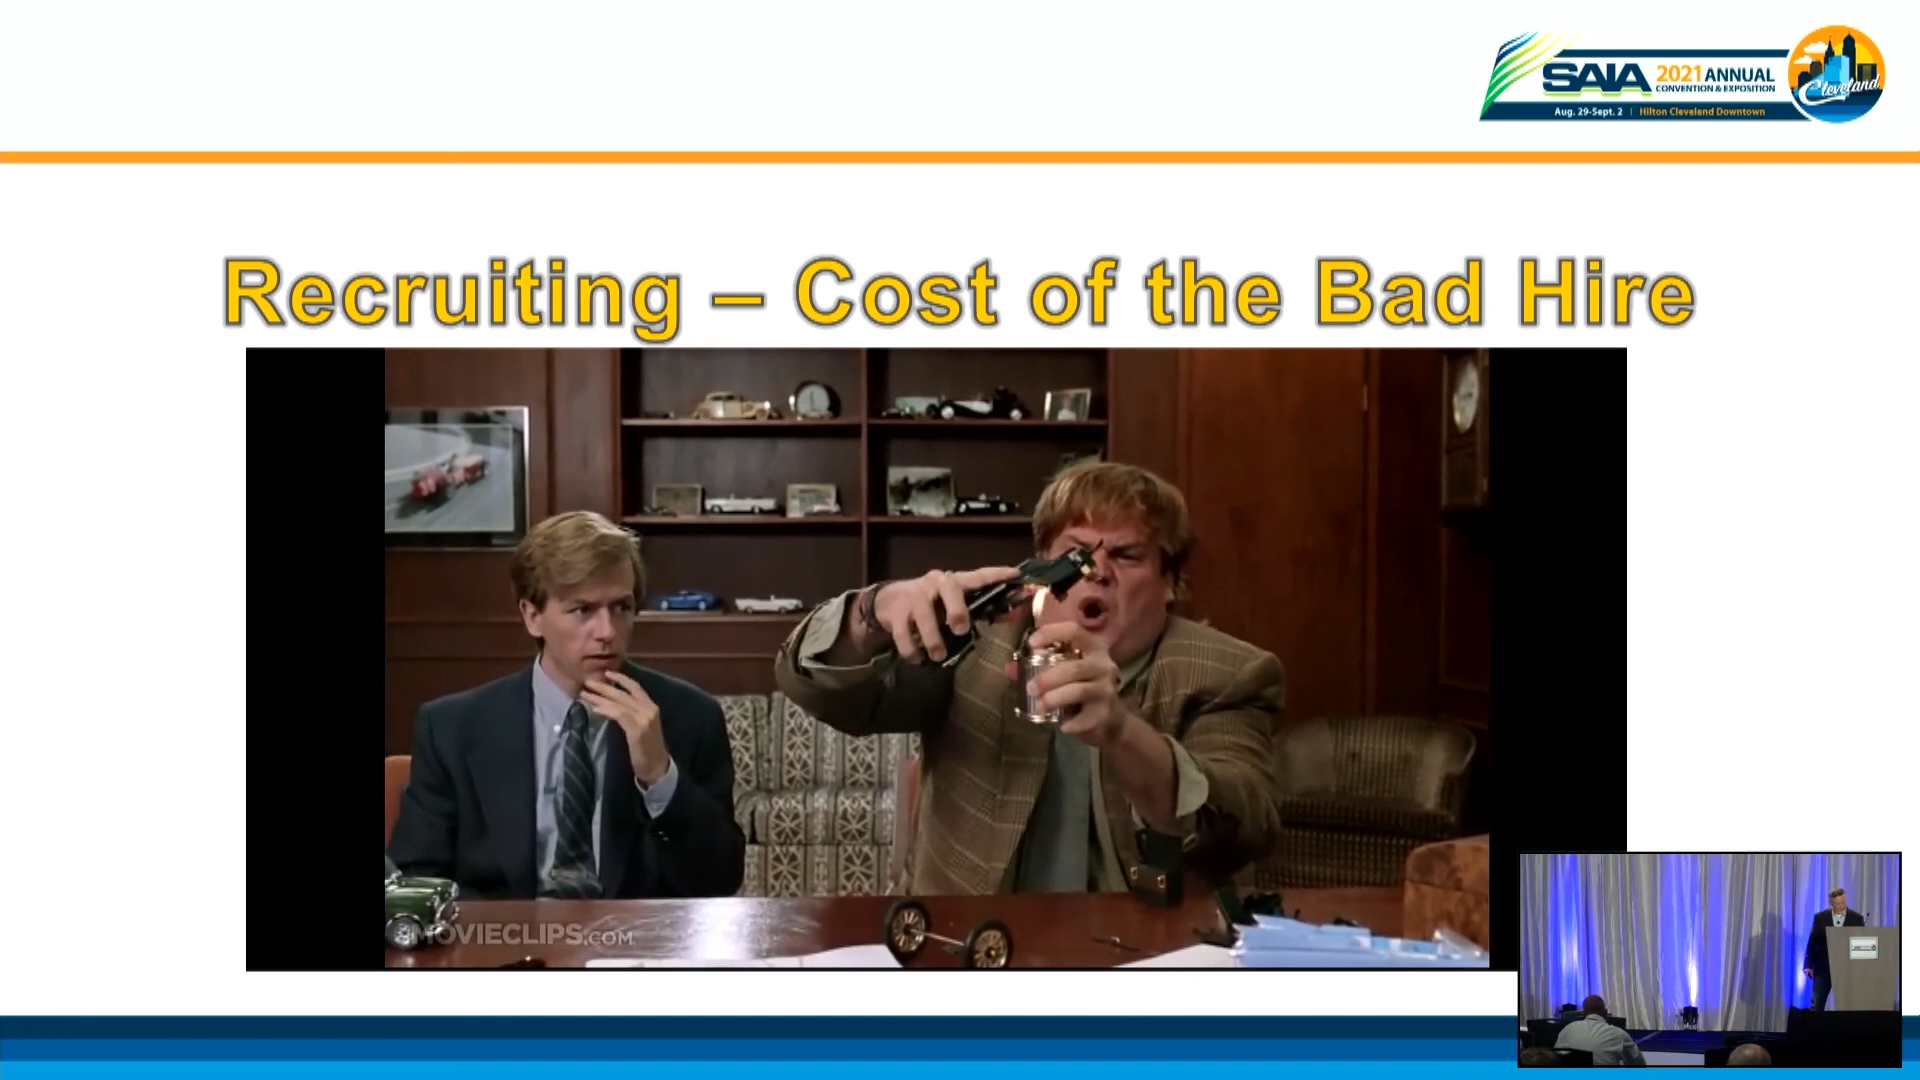 SAIA 2021 ANNUAL
CONVENTION & EXPOSITION
Aug. 29-Sept. 2 | Hilton Cleveland Downtown
Cleveland
Recruiting – Cost of the Bad Hire
MOVIECLIPS.COM